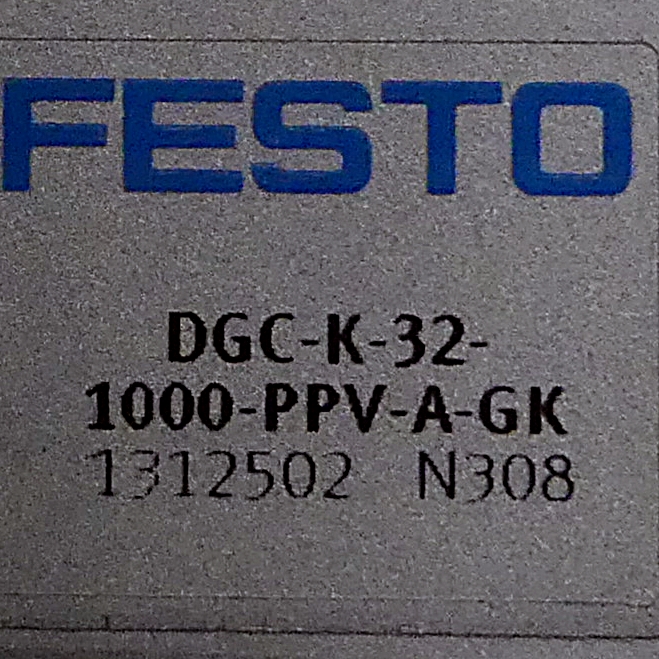 FESTO
DGC-K-32-
1000-PPV-A-GK
1312502 N308